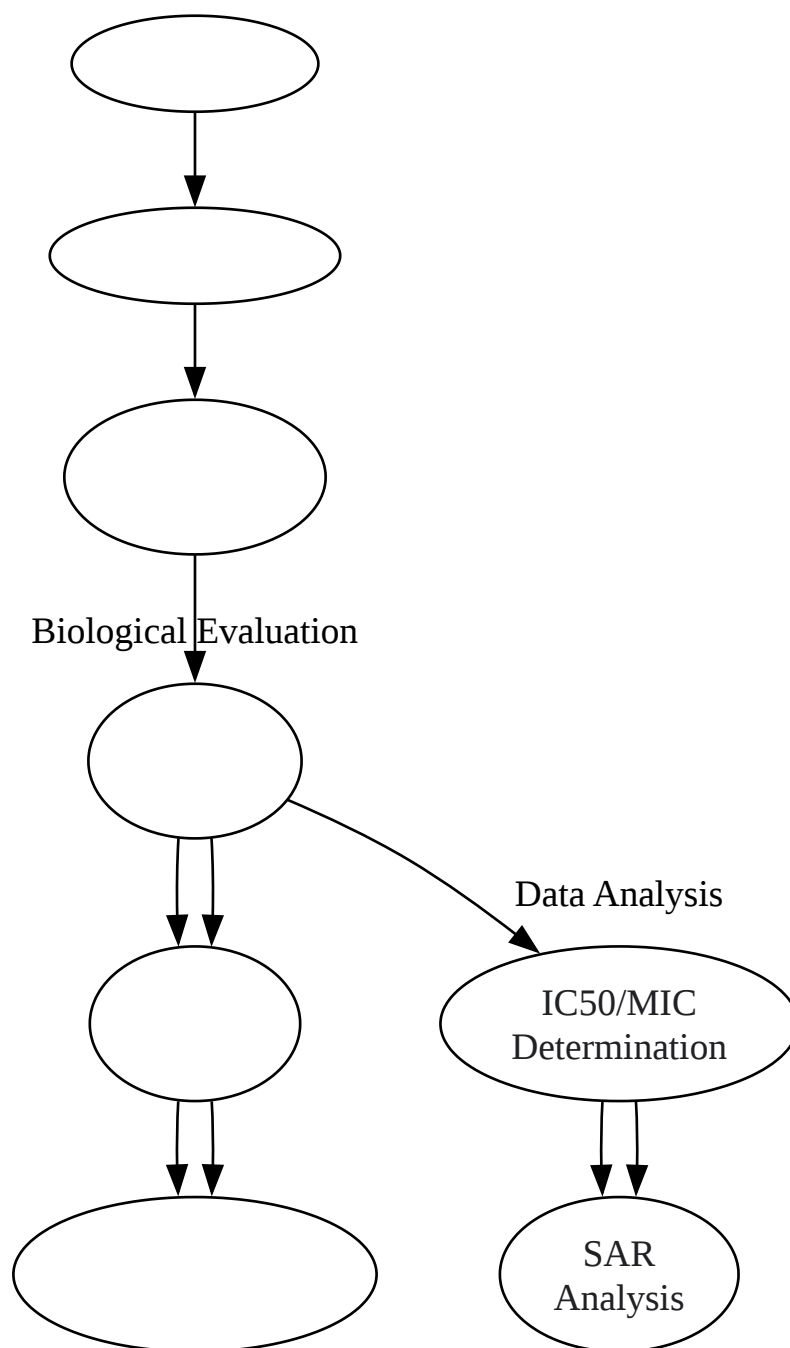 Biological Evaluation
Data Analysis
IC50/MIC
Determination
SAR
Analysis